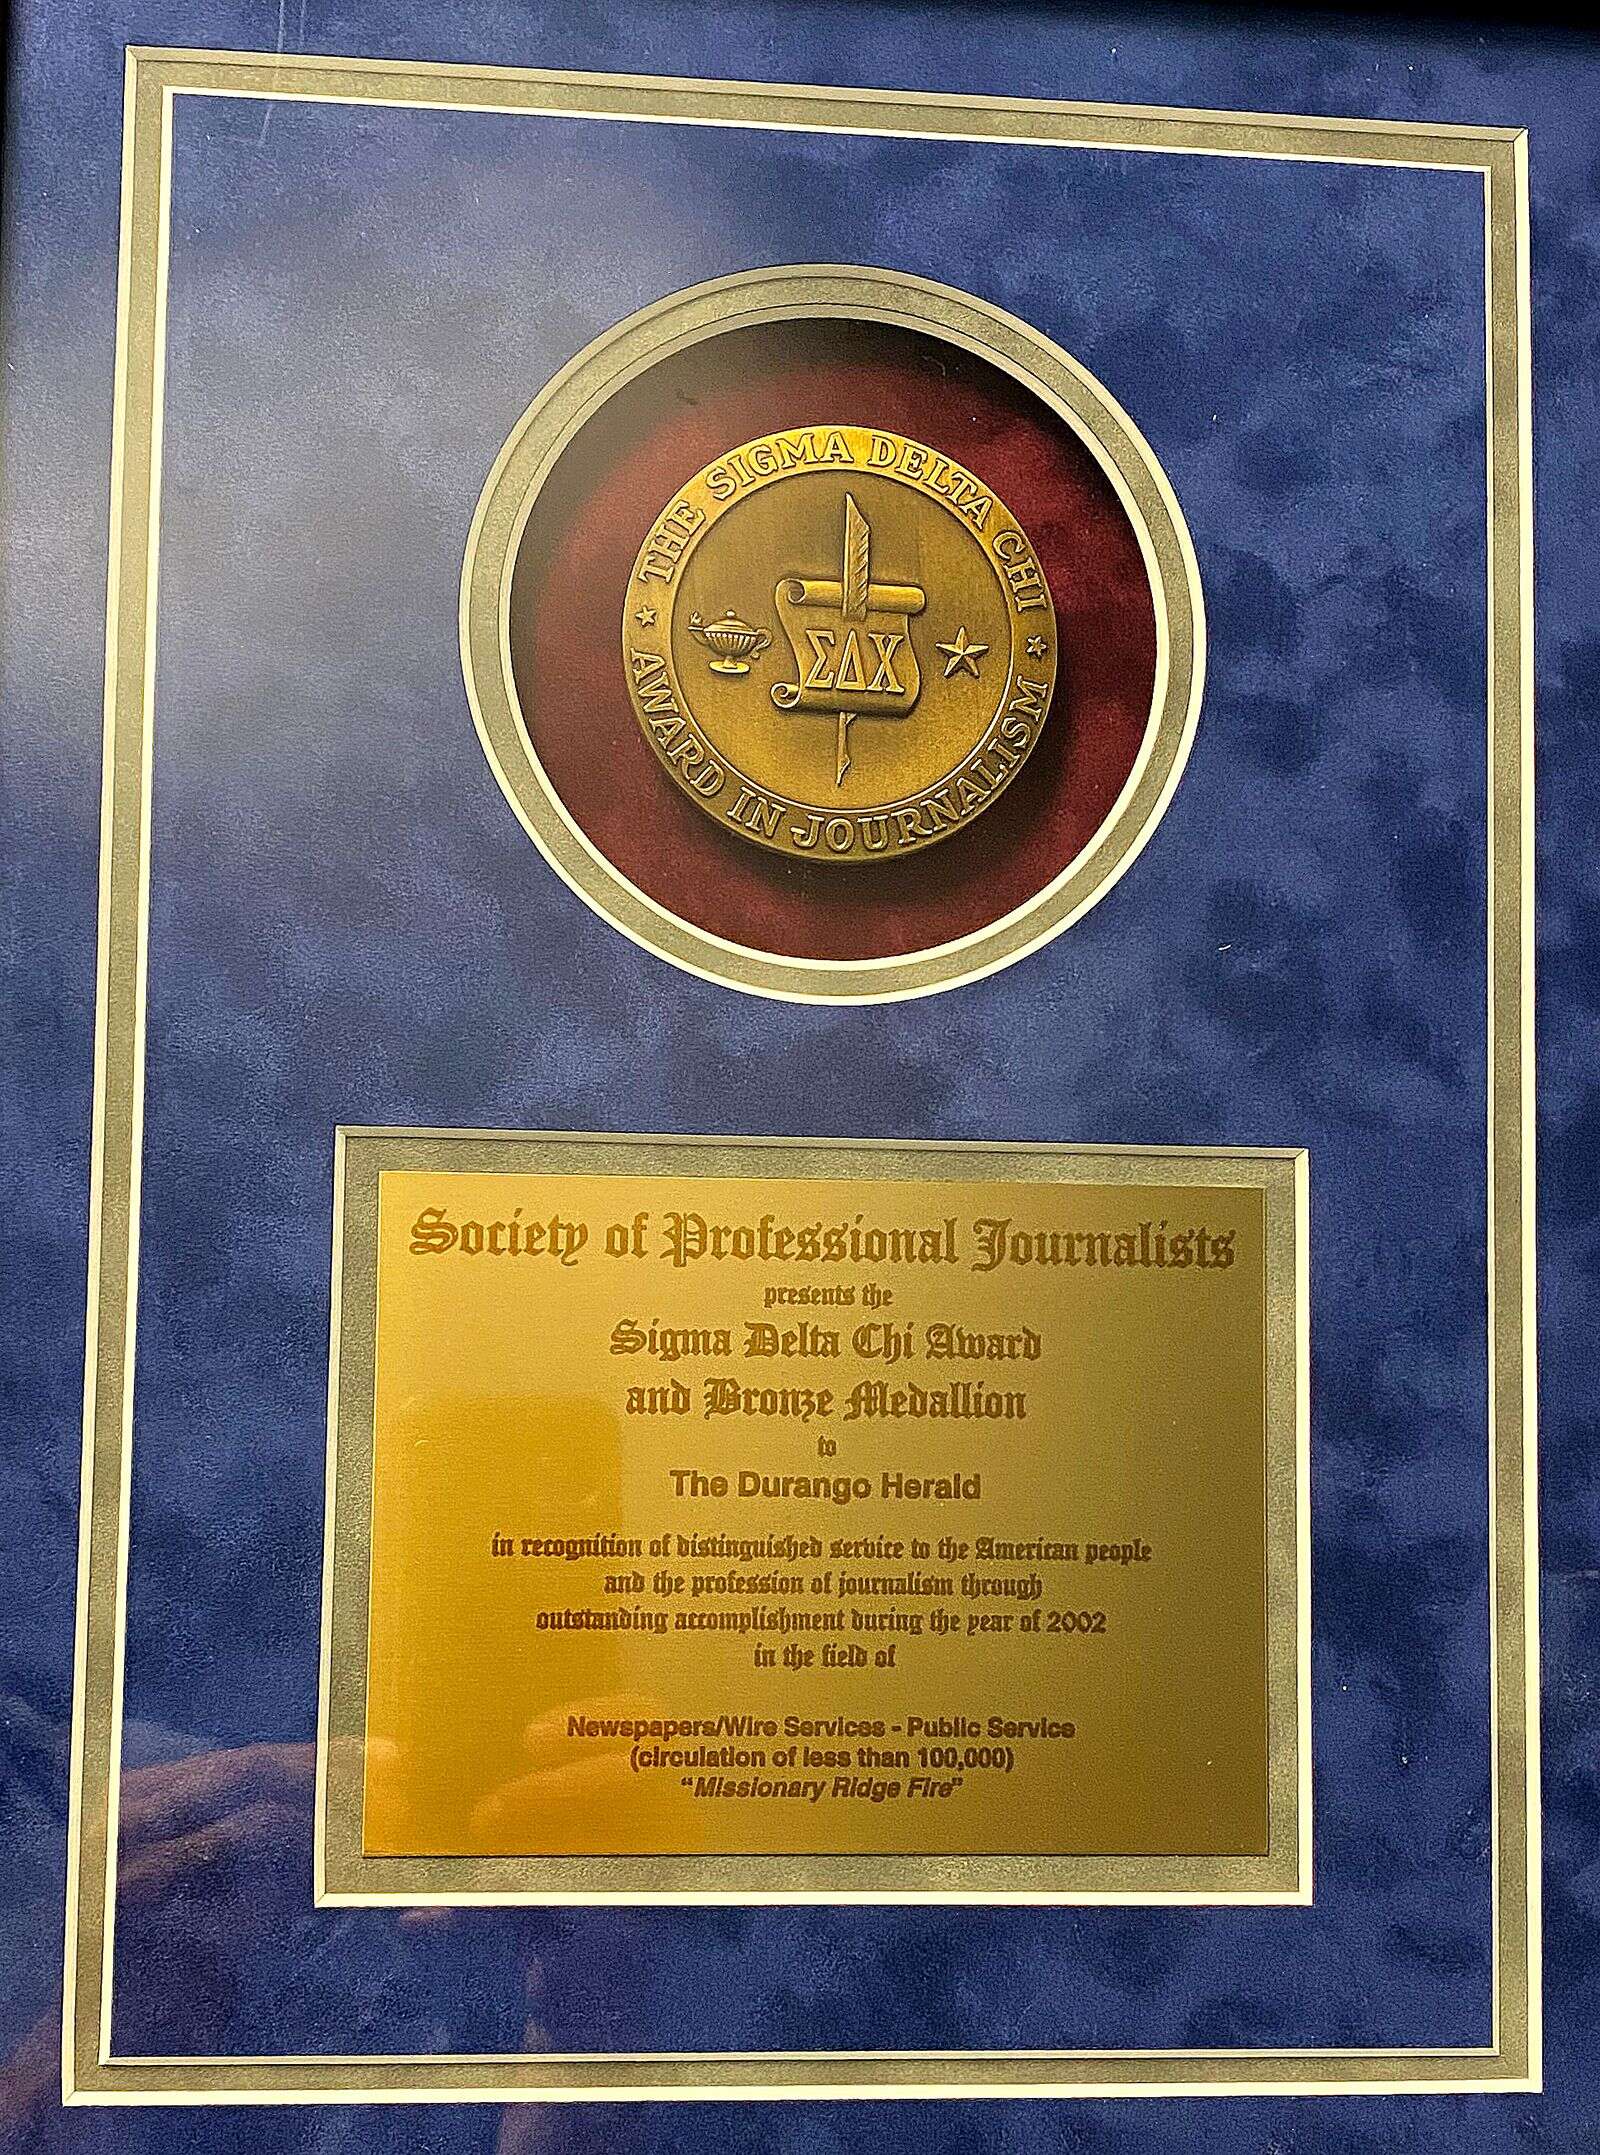 ★ THE SIGMA DELTA CHI ★
AWARD IN JOURNALISM
ΣΔΧ
Society of Professional Journalists
presents the
Sigma Delta Chi Award
and Bronze Medallion
to
The Durango Herald
in recognition of distinguished service to the American people
and the profession of journalism through
outstanding accomplishment during the year of 2002
in the field of
Newspapers/Wire Services - Public Service
(circulation of less than 100,000)
“Missionary Ridge Fire”